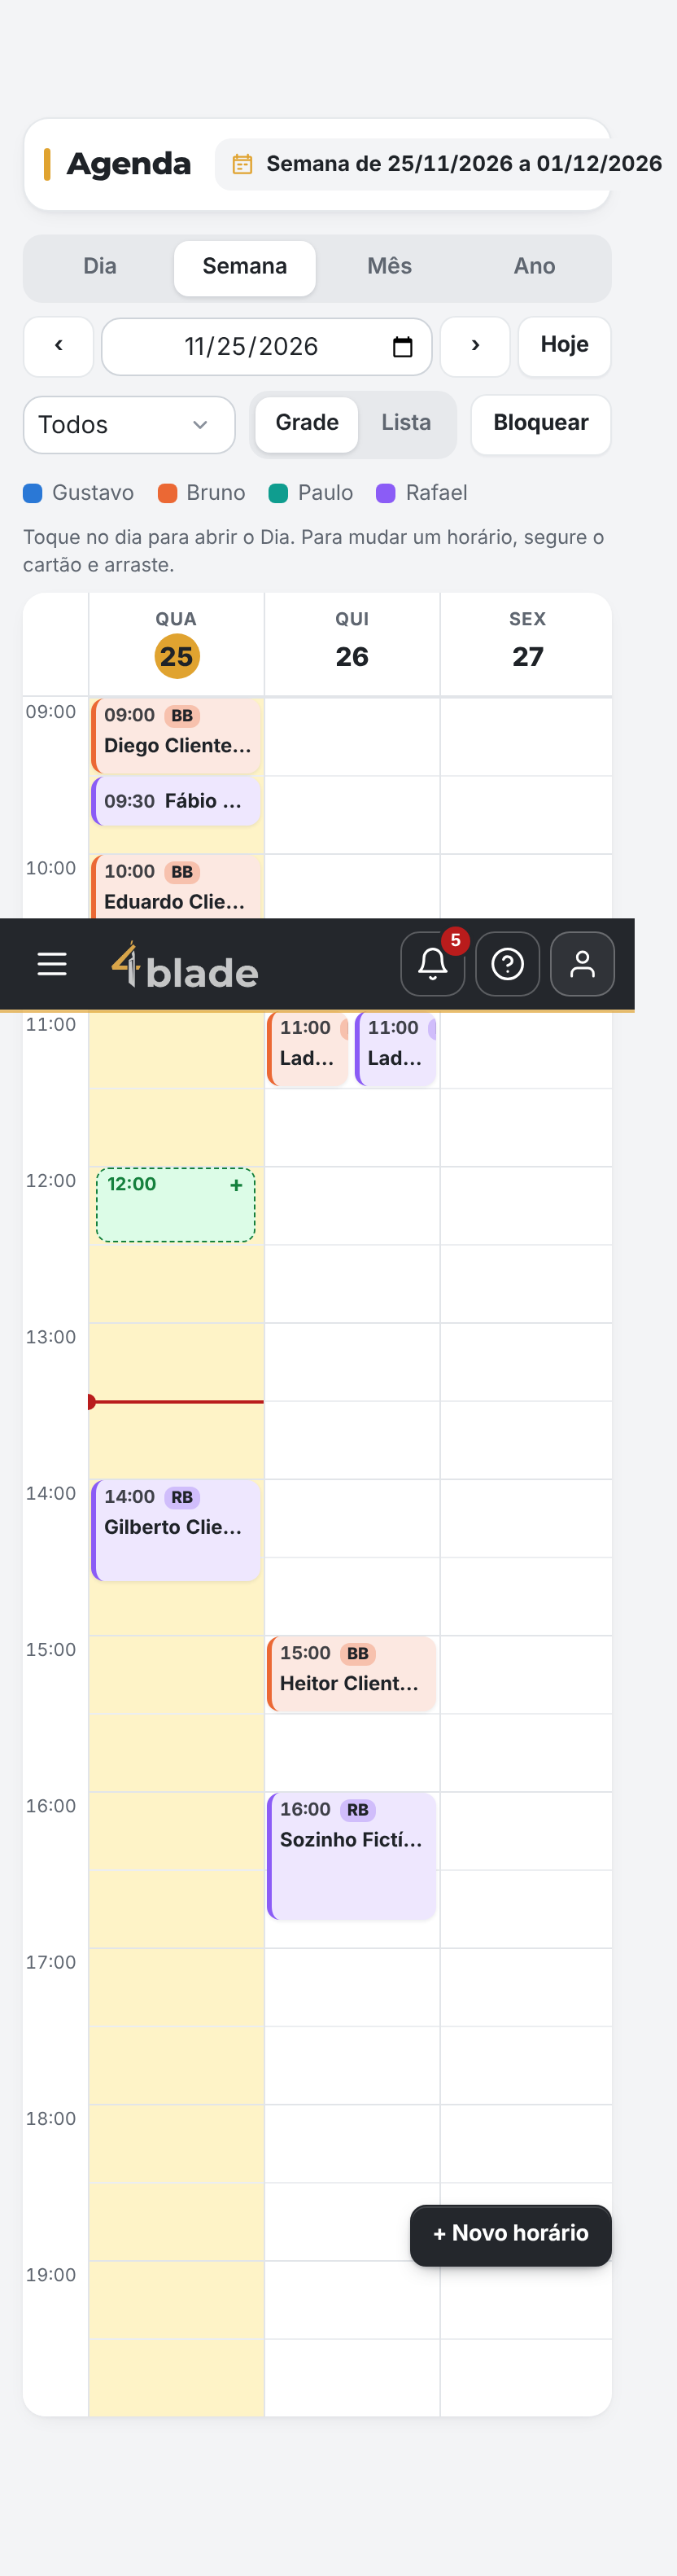 Agenda
Semana de 25/11/2026 a 01/12/2026
Dia Semana Mês Ano
‹ 11/25/2026 › Hoje
Todos Grade Lista Bloquear
Gustavo Bruno Paulo Rafael
Toque no dia para abrir o Dia. Para mudar um horário, segure o
cartão e arraste.
QUA QUI SEX
25 26 27
09:00
09:00 BB
Diego Cliente...
09:30 Fábio ...
10:00
10:00 BB
Eduardo Clie...
4blade
5
11:00
11:00
Lad...
11:00
Lad...
12:00
12:00 +
13:00
14:00
14:00 RB
Gilberto Clie...
15:00
15:00 BB
Heitor Client...
16:00
16:00 RB
Sozinho Fictí...
17:00
18:00
+ Novo horário
19:00